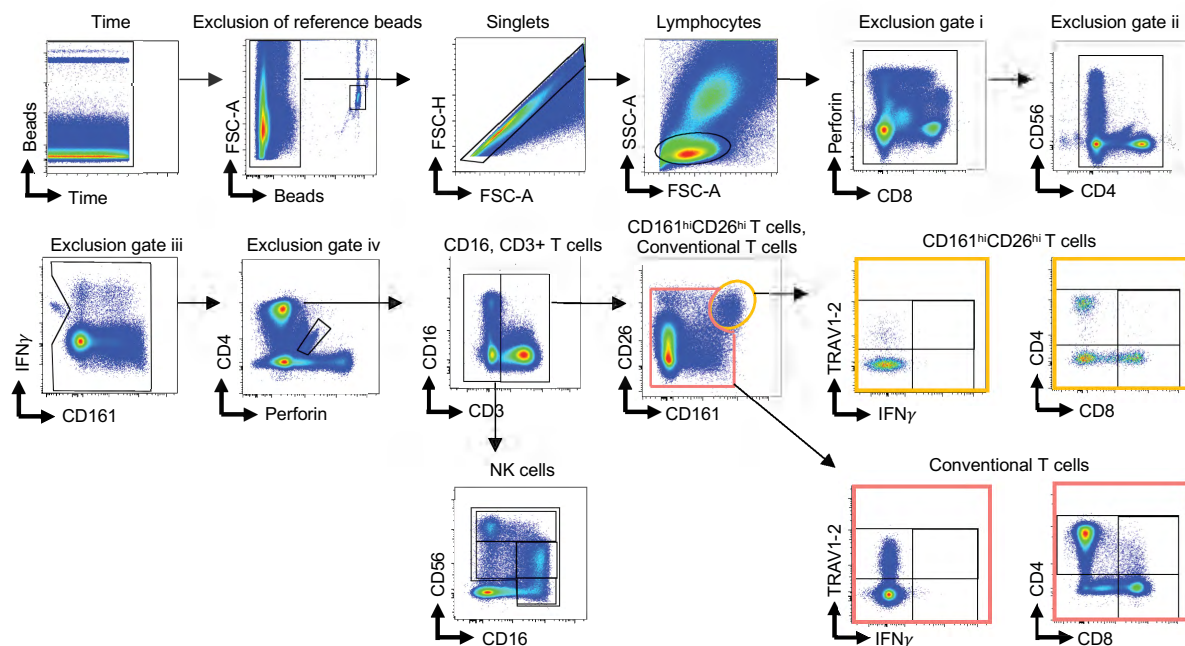 Time
Exclusion of reference beads
Singlets
Lymphocytes
Exclusion gate i
Exclusion gate ii
Beads
Time
FSC-A
Beads
FSC-H
FSC-A
SSC-A
FSC-A
Perforin
CD8
CD56
CD4
Exclusion gate iii
Exclusion gate iv
CD16, CD3+ T cells
CD161hiCD26hi T cells,
Conventional T cells
CD161hiCD26hi T cells
IFNγ
CD161
CD4
Perforin
CD16
CD3
CD26
CD161
TRAV1-2
IFNγ
CD4
CD8
NK cells
Conventional T cells
CD56
CD16
TRAV1-2
IFNγ
CD4
CD8